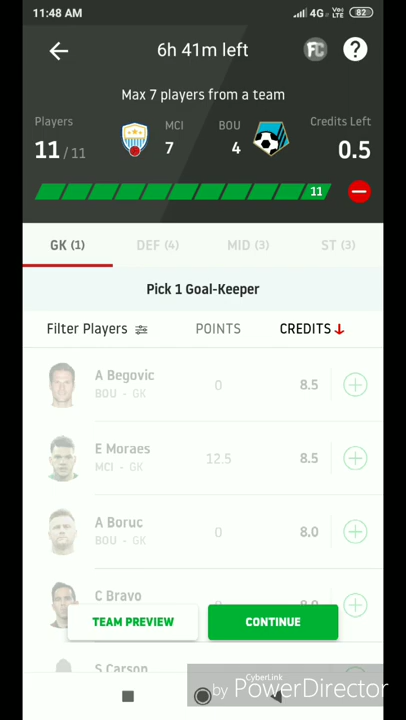 11:48 AM 4G Vo) LTE 82
6h 41m left FC ?
Max 7 players from a team
Players MCI BOU Credits Left
11 / 11 7 4 0.5
11
GK (1) DEF (4) MID (3) ST (3)
Pick 1 Goal-Keeper
Filter Players POINTS CREDITS
A Begovic
BOU - GK 0 8.5
E Moraes
MCI - GK 12.5 8.5
A Boruc
BOU - GK 0 8.0
C Bravo
TEAM PREVIEW CONTINUE
S Carson
CyberLink
by PowerDirector